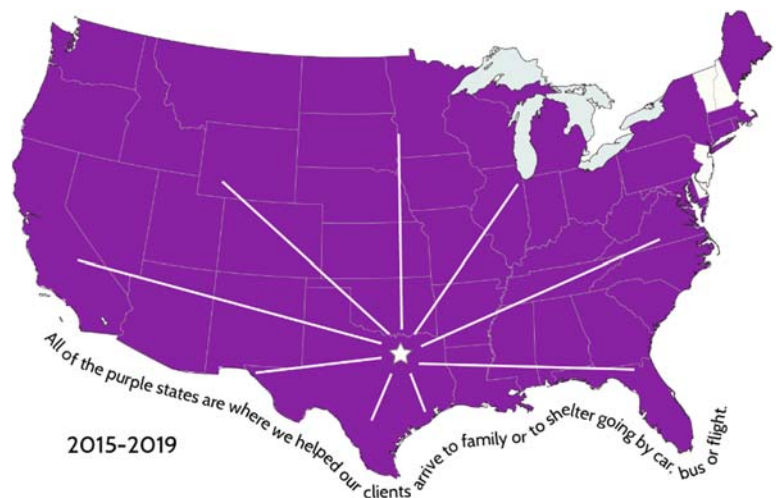 All of the purple states are where we helped our clients arrive to family or to shelter going by car, bus or flight.
2015-2019